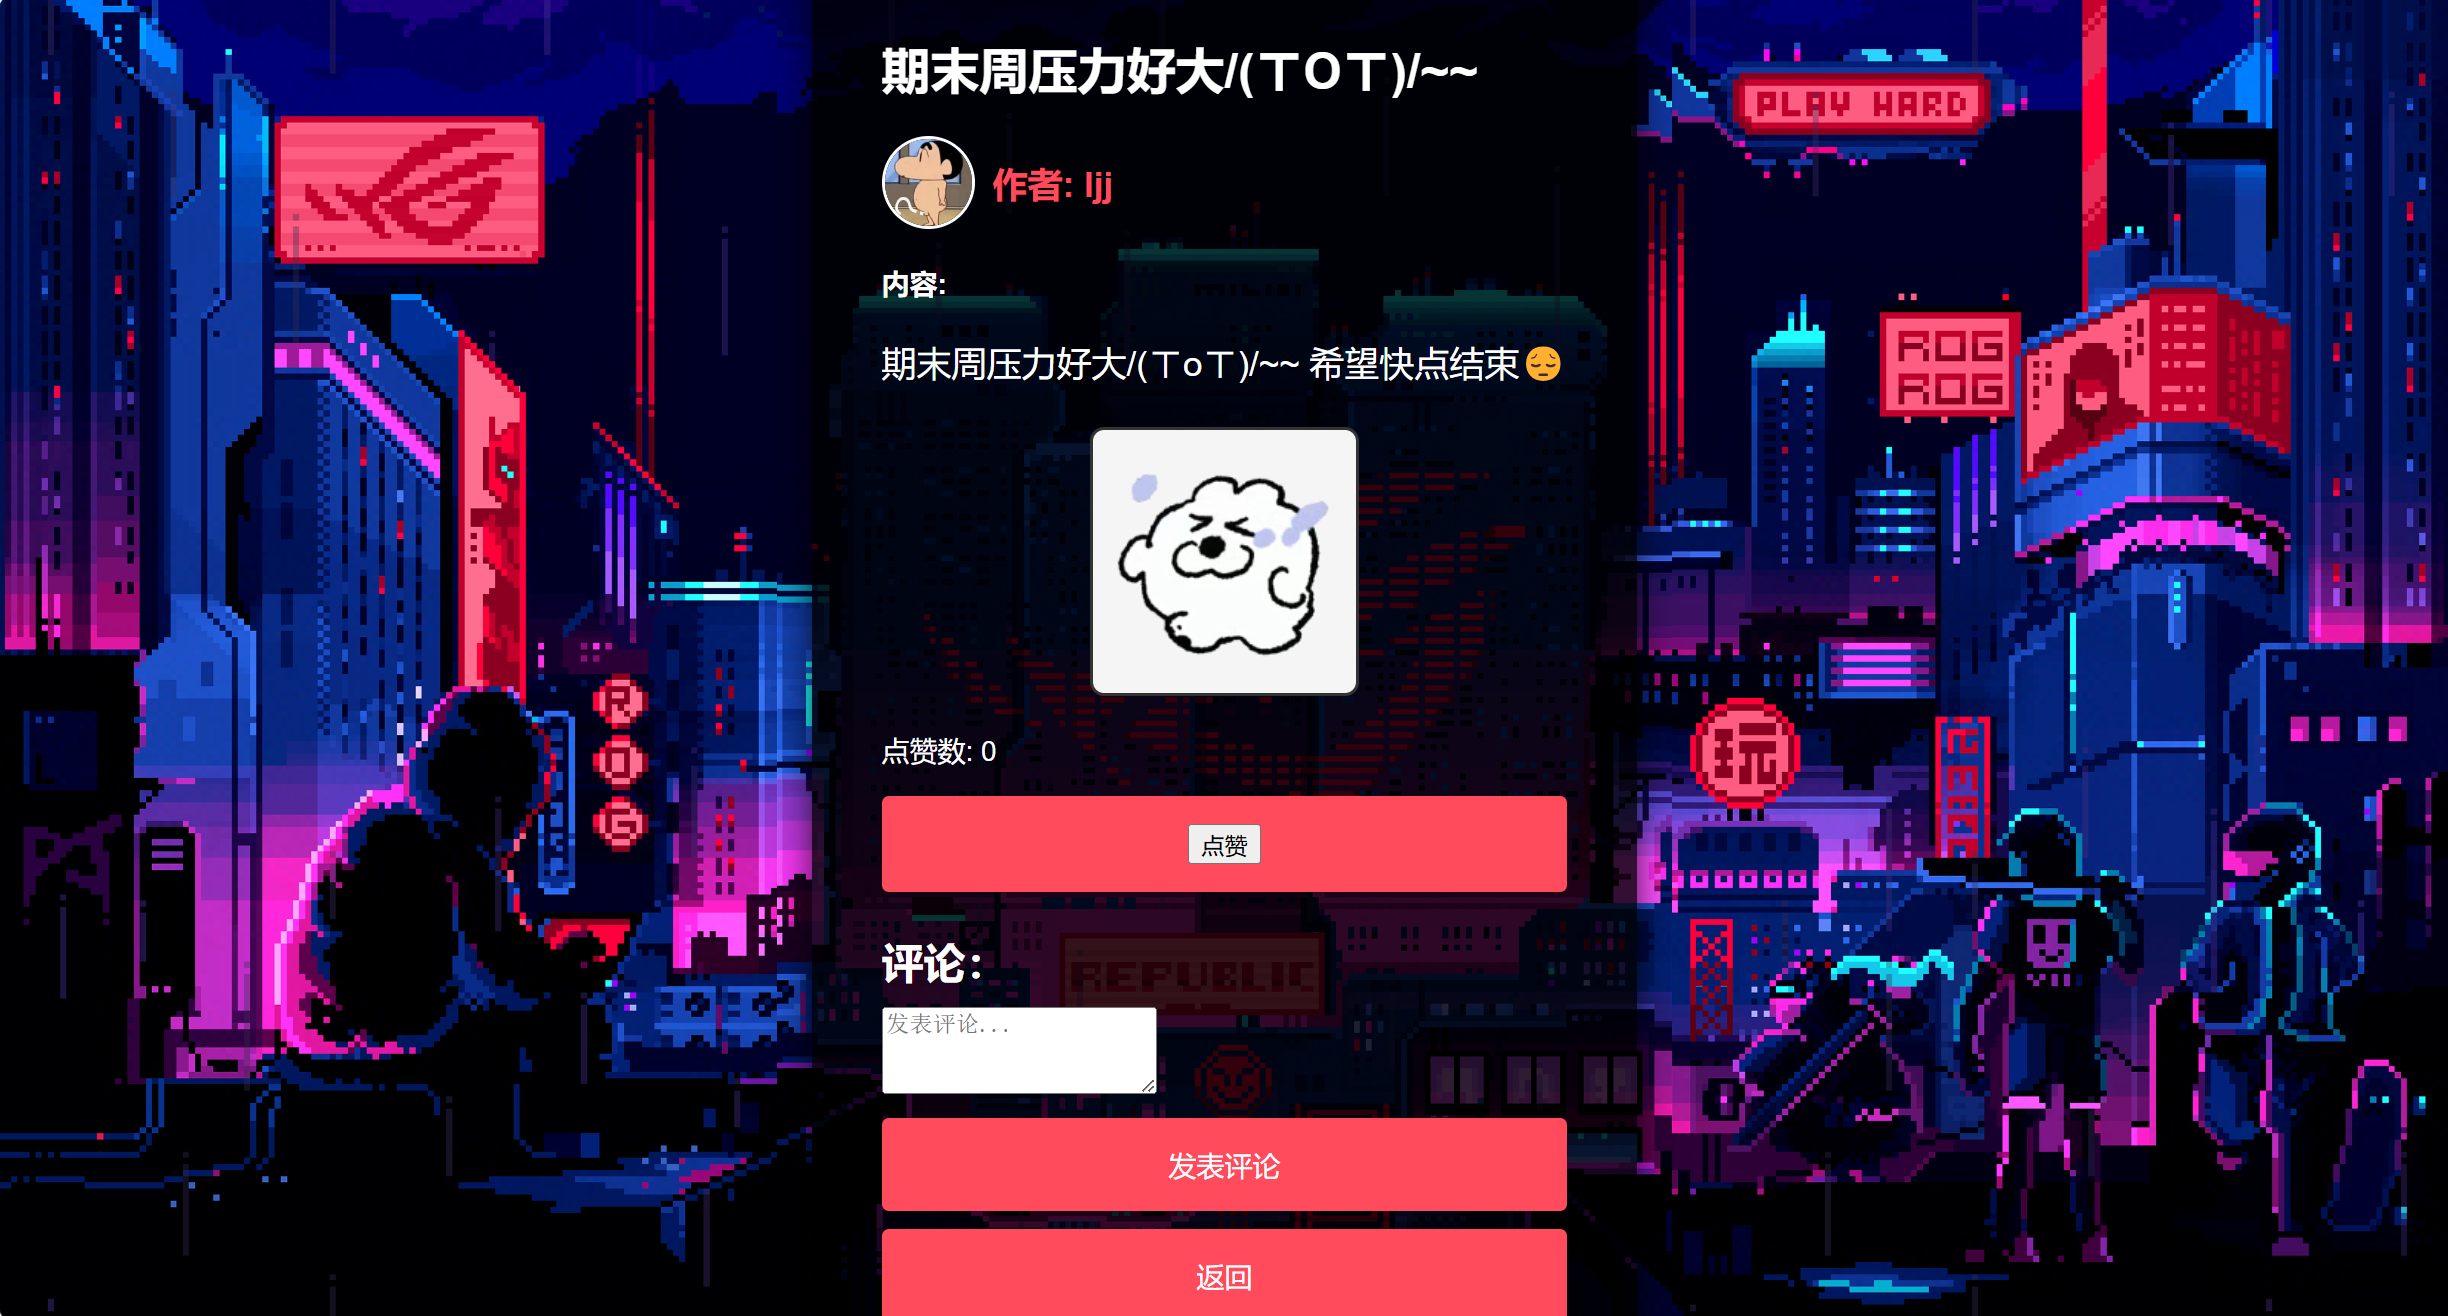 期末周压力好大/(ㄒOㄒ)/~~
PLAY HARD
作者: ljj
内容:
期末周压力好大/(ㄒoㄒ)/~~ 希望快点结束😔
ROG
ROG
R
O
G
玩
点赞数: 0
点赞
评论:
REPUBLIC
发表评论...
发表评论
返回